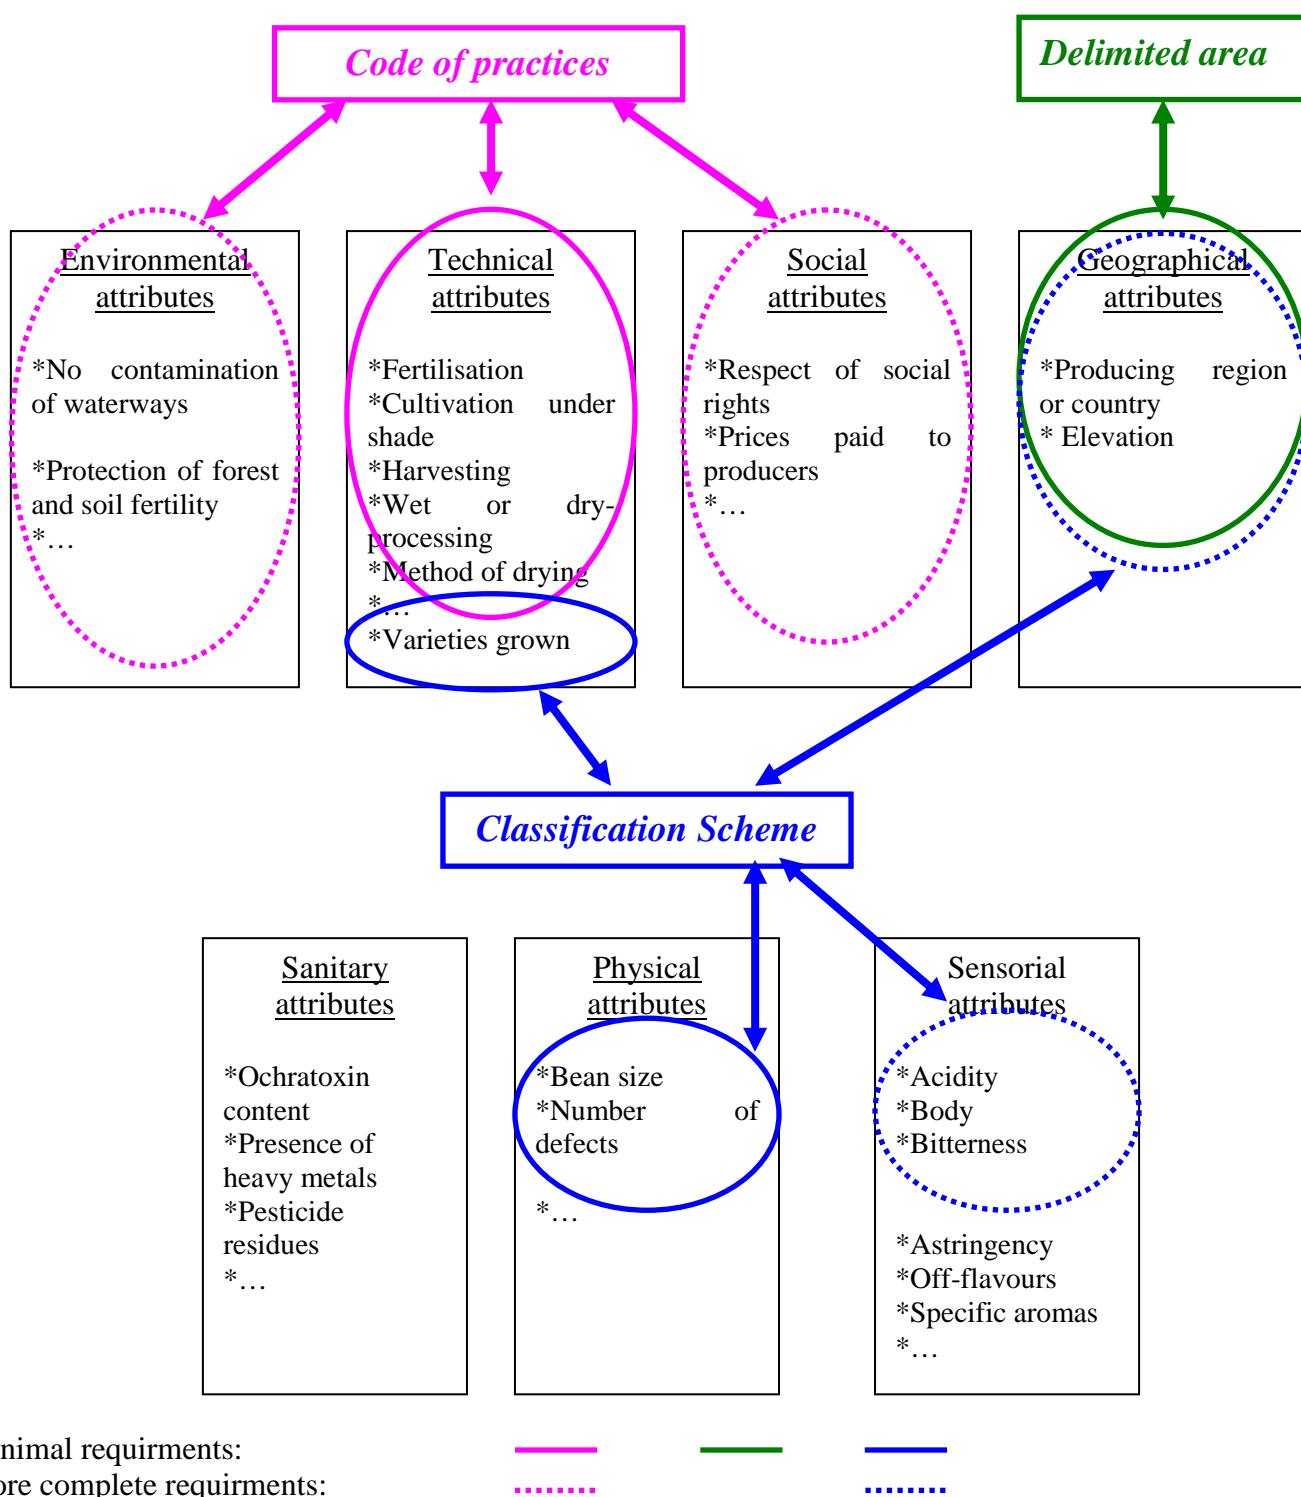 Code of practices
Delimited area
Environmental
attributes
*No contamination
of waterways
*Protection of forest
and soil fertility
*…
Technical
attributes
*Fertilisation
*Cultivation under
shade
*Harvesting
*Wet or dry-
processing
*Method of drying
*…
*Varieties grown
Social
attributes
*Respect of social
rights
*Prices paid to
producers
*…
Geographical
attributes
*Producing region
or country
* Elevation
Classification Scheme
Sanitary
attributes
*Ochratoxin
content
*Presence of
heavy metals
*Pesticide
residues
*…
Physical
attributes
*Bean size
*Number of
defects
*…
Sensorial
attributes
*Acidity
*Body
*Bitterness
*Astringency
*Off-flavours
*Specific aromas
*…
nimal requirments:
ore complete requirments: